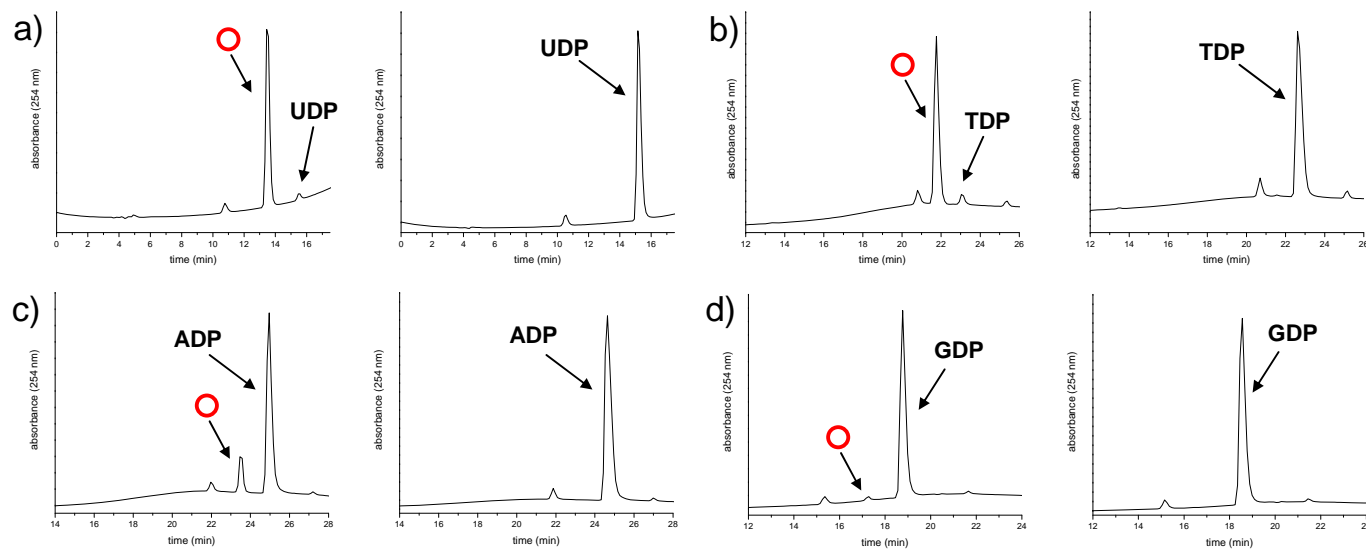 a)
absorbance (254 nm)
UDP
0 2 4 6 8 10 12 14 16
time (min)
absorbance (254 nm)
UDP
0 2 4 6 8 10 12 14 16
time (min)
b)
absorbance (254 nm)
TDP
12 14 16 18 20 22 24 26
time (min)
absorbance (254 nm)
TDP
12 14 16 18 20 22 24 26
time (min)
c)
absorbance (254 nm)
ADP
14 16 18 20 22 24 26 28
time (min)
absorbance (254 nm)
ADP
14 16 18 20 22 24 26 28
time (min)
d)
absorbance (254 nm)
GDP
12 14 16 18 20 22 24
time (min)
absorbance (254 nm)
GDP
12 14 16 18 20 22 24 26
time (min)